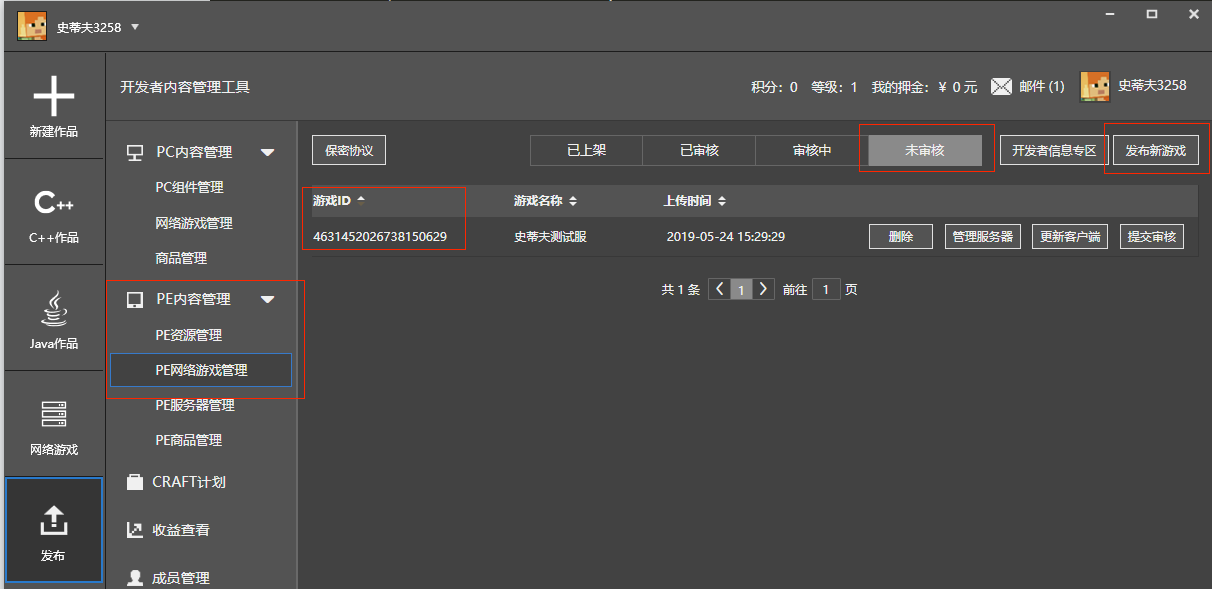 史蒂夫3258
新建作品
C++
C++作品
Java作品
网络游戏
发布
开发者内容管理工具
积分：0 等级：1 我的押金：¥ 0 元 邮件 (1) 史蒂夫3258
PC内容管理
PC组件管理
网络游戏管理
商品管理
PE内容管理
PE资源管理
PE网络游戏管理
PE服务器管理
PE商品管理
CRAFT计划
收益查看
成员管理
保密协议 已上架 已审核 审核中 未审核 开发者信息专区 发布新游戏
游戏ID 游戏名称 上传时间
4631452026738150629 史蒂夫测试服 2019-05-24 15:29:29 删除 管理服务器 更新客户端 提交审核
共 1 条 1 前往 1 页